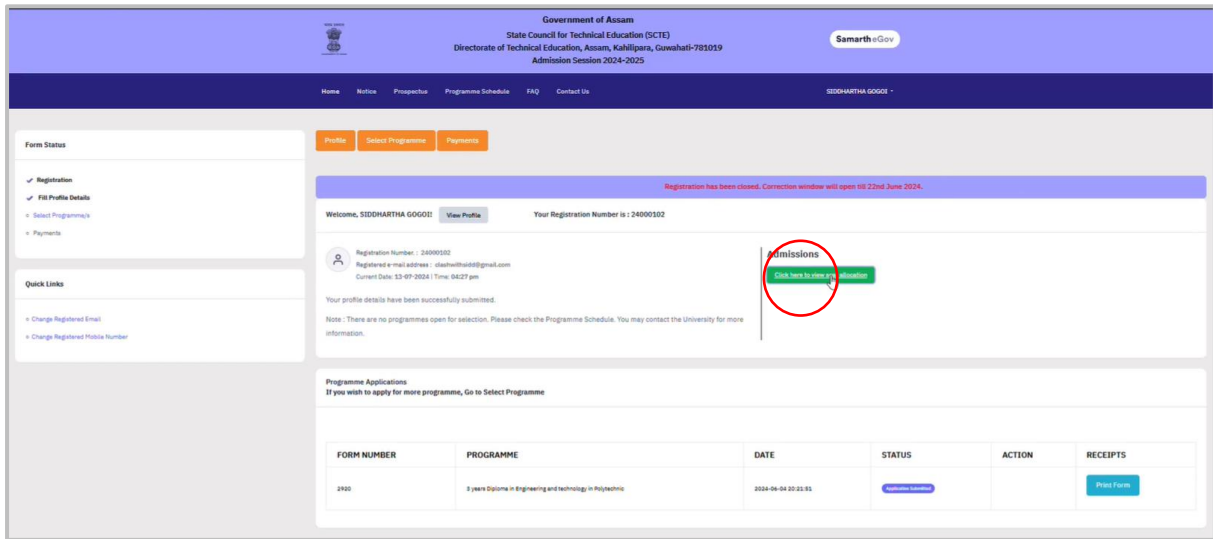 Government of Assam
State Council for Technical Education (SCTE)
Directorate of Technical Education, Assam, Kahilipara, Guwahati-781019
Admission Session 2024-2025
Samarth eGov
Home Notice Prospectus Programme Schedule FAQ Contact Us SIDDHARTHA GOGOI
Form Status
Registration
Fill Profile Details
Select Programme/s
Payments
Quick Links
Change Registered Email
Change Registered Mobile Number
Profile Select Programme Payments
Registration has been closed. Correction window will open till 22nd June 2024.
Welcome, SIDDHARTHA GOGOI! View Profile Your Registration Number is : 24000102
Registration Number. : 24000102
Registered e-mail address :
Current Date: 13-07-2024 | Time: 04:27 pm
Your profile details have been successfully submitted.
Note : There are no programmes open for selection. Please check the Programme Schedule. You may contact the University for more
information.
Admissions
Click here to view any allocation
Programme Applications
If you wish to apply for more programme, Go to Select Programme
FORM NUMBER PROGRAMME DATE STATUS ACTION RECEIPTS
2920 3 years Diploma in Engineering and technology in Polytechnic 2024-06-04 20:21:51 Application Submitted Print Form